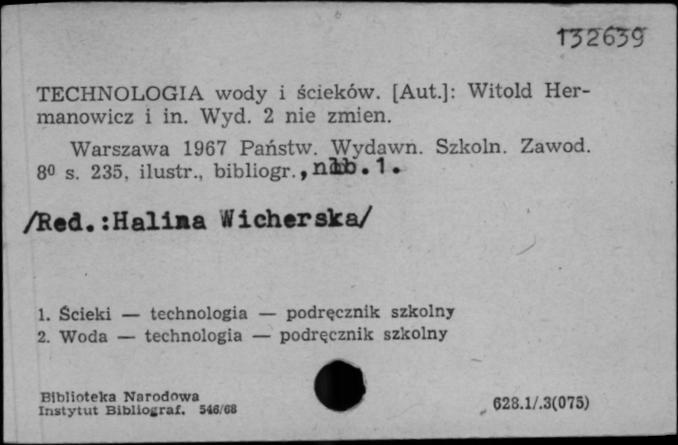 132639
TECHNOLOGIA wody i ścieków. [Aut.]: Witold Her-
manowicz i in. Wyd. 2 nie zmien.
Warszawa 1967 Państw. Wydawn. Szkoln. Zawod.
8⁰ s. 235, ilustr., bibliogr., nlb. 1.
/Red.:Halina Wicherska/
1. Ścieki — technologia — podręcznik szkolny
2. Woda — technologia — podręcznik szkolny
Biblioteka Narodowa
Instytut Bibliograf. 546/68
628.1/.3(075)